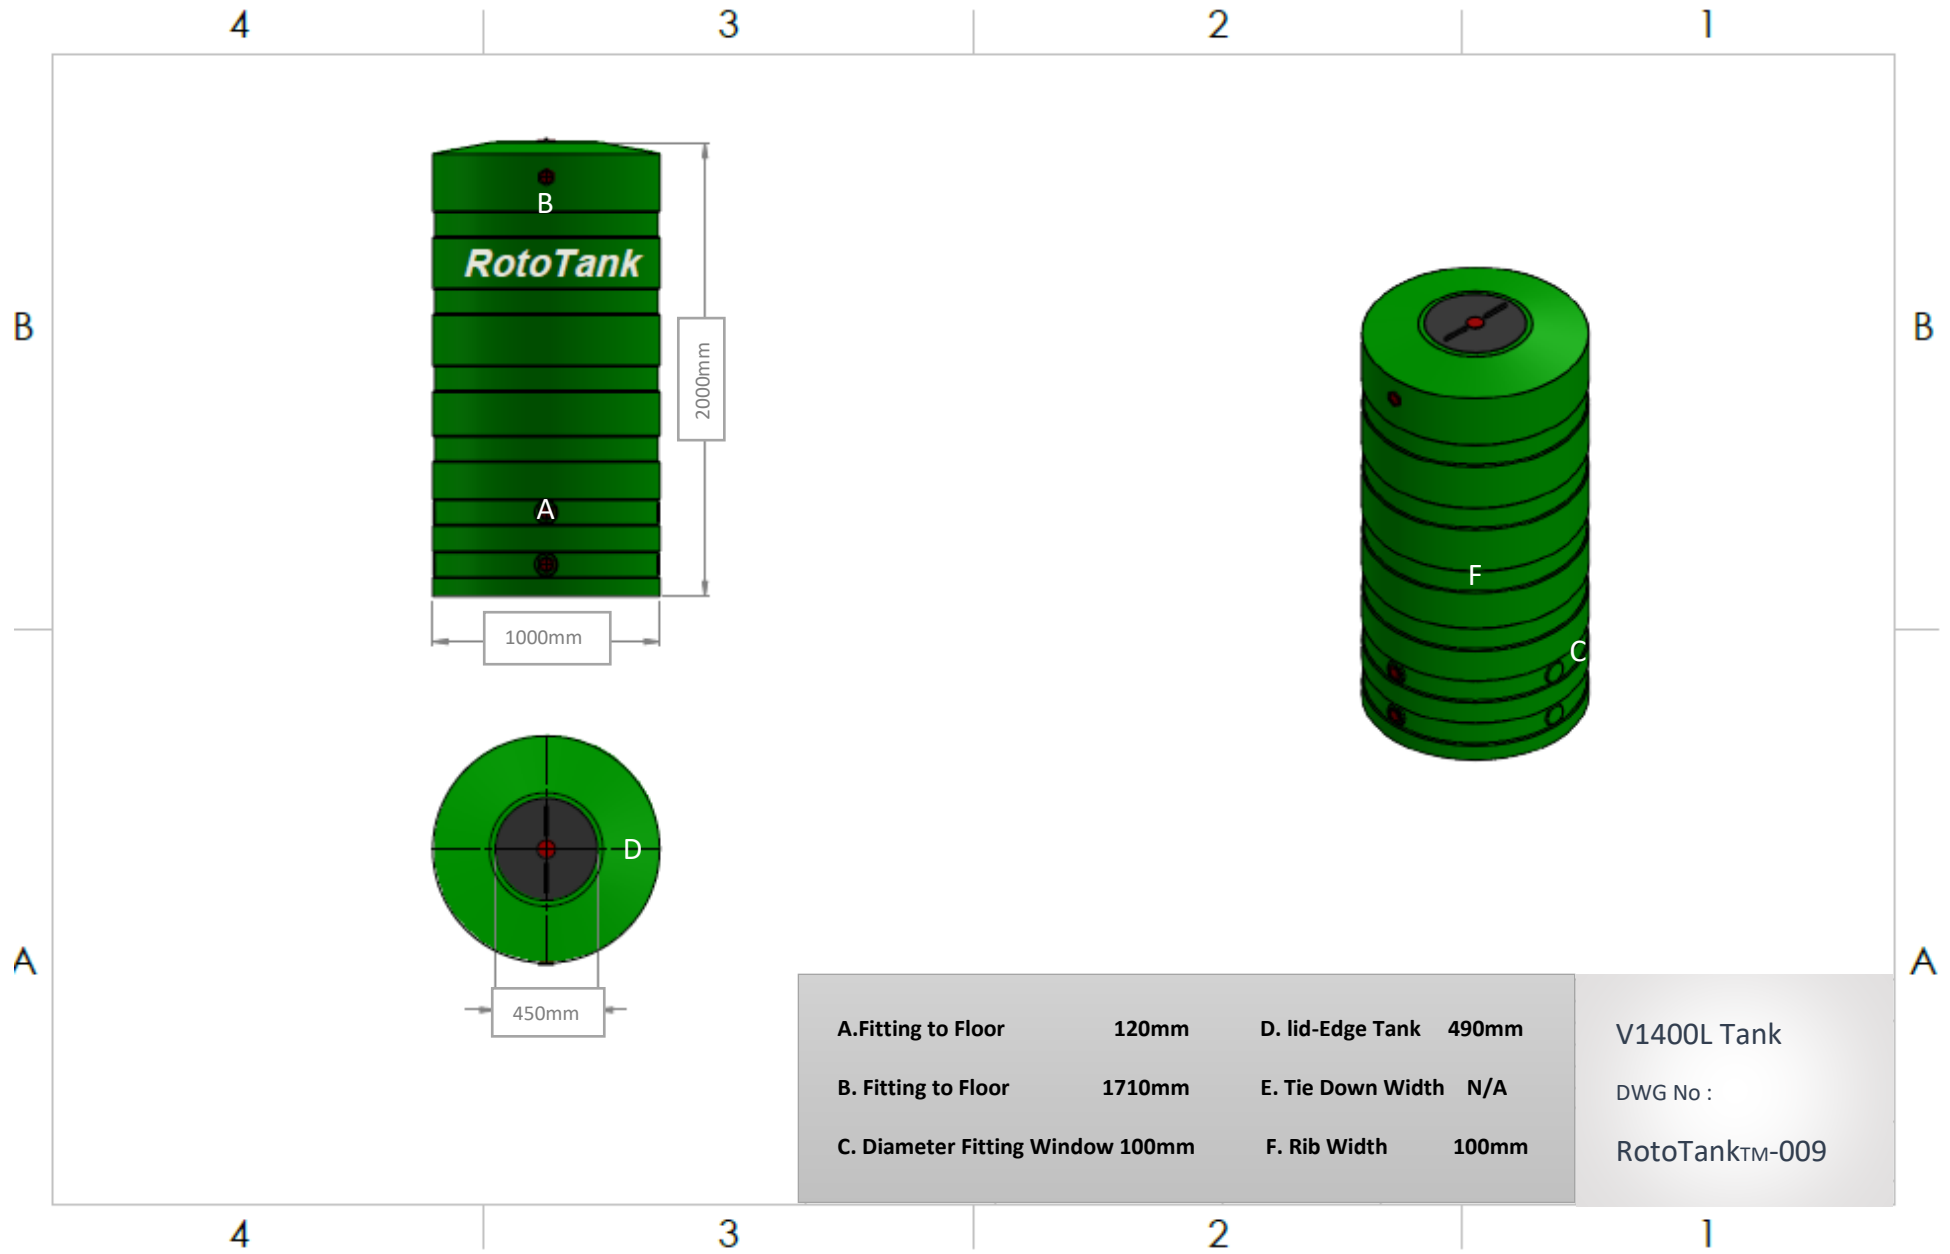 4 3 2 1
B
RotoTank
B
B
2000mm
A
F
C
1000mm
D
A
A
450mm
A.Fitting to Floor 120mm D. lid-Edge Tank 490mm
B. Fitting to Floor 1710mm E. Tie Down Width N/A
C. Diameter Fitting Window 100mm F. Rib Width 100mm
V1400L Tank
DWG No :
RotoTank™-009
4 3 2 1